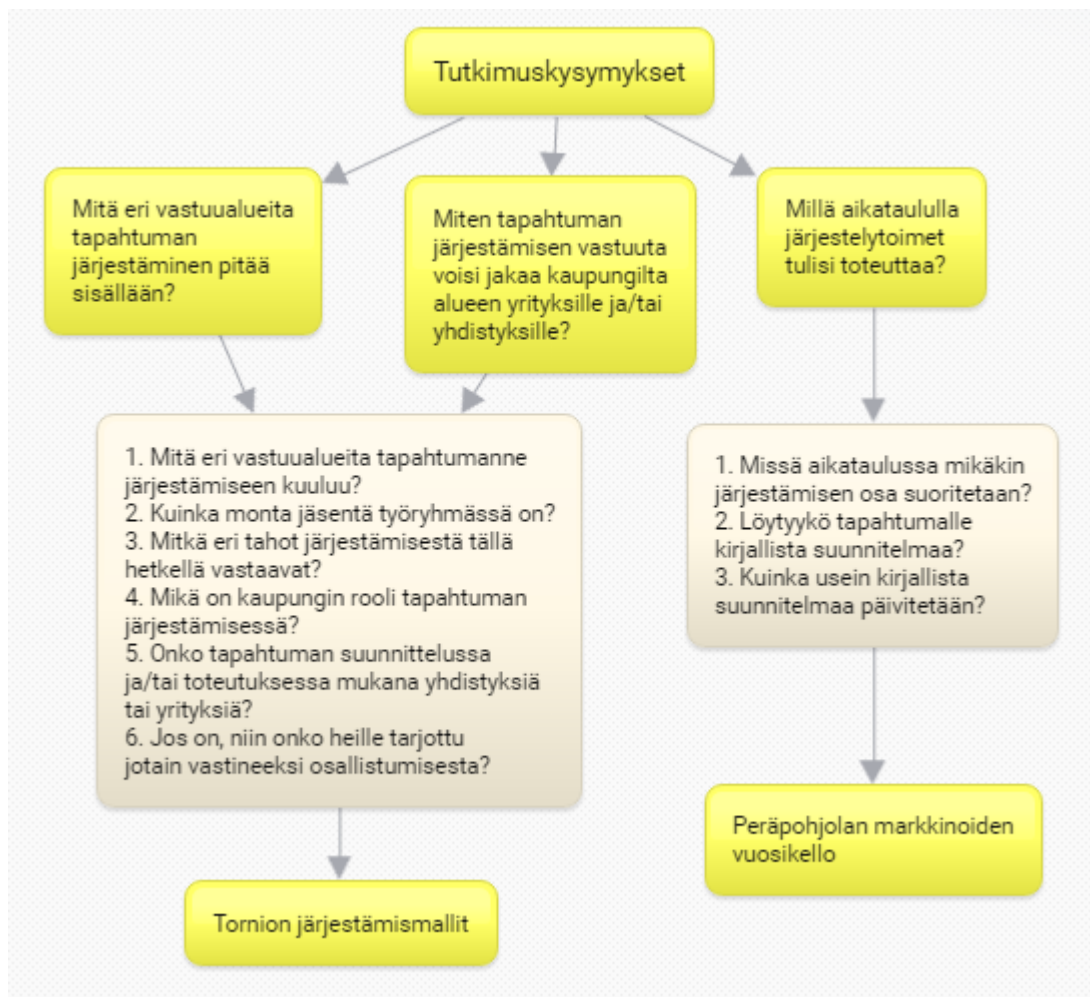 Tutkimuskysymykset
Mitä eri vastuualueita
tapahtuman
järjestäminen pitää
sisällään?
Miten tapahtuman
järjestämisen vastuuta
voisi jakaa kaupungilta
alueen yrityksille ja/tai
yhdistyksille?
Millä aikataululla
järjestelytoimet
tulisi toteuttaa?
1. Mitä eri vastuualueita tapahtumanne
järjestämiseen kuuluu?
2. Kuinka monta jäsentä työryhmässä on?
3. Mitkä eri tahot järjestämisestä tällä
hetkellä vastaavat?
4. Mikä on kaupungin rooli tapahtuman
järjestämisessä?
5. Onko tapahtuman suunnittelussa
ja/tai toteutuksessa mukana yhdistyksiä
tai yrityksiä?
6. Jos on, niin onko heille tarjottu
jotain vastineeksi osallistumisesta?
1. Missä aikataulussa mikäkin
järjestämisen osa suoritetaan?
2. Löytyykö tapahtumalle
kirjallista suunnitelmaa?
3. Kuinka usein kirjallista
suunnitelmaa päivitetään?
Tornion järjestämismallit
Peräpohjolan markkinoiden
vuosikello